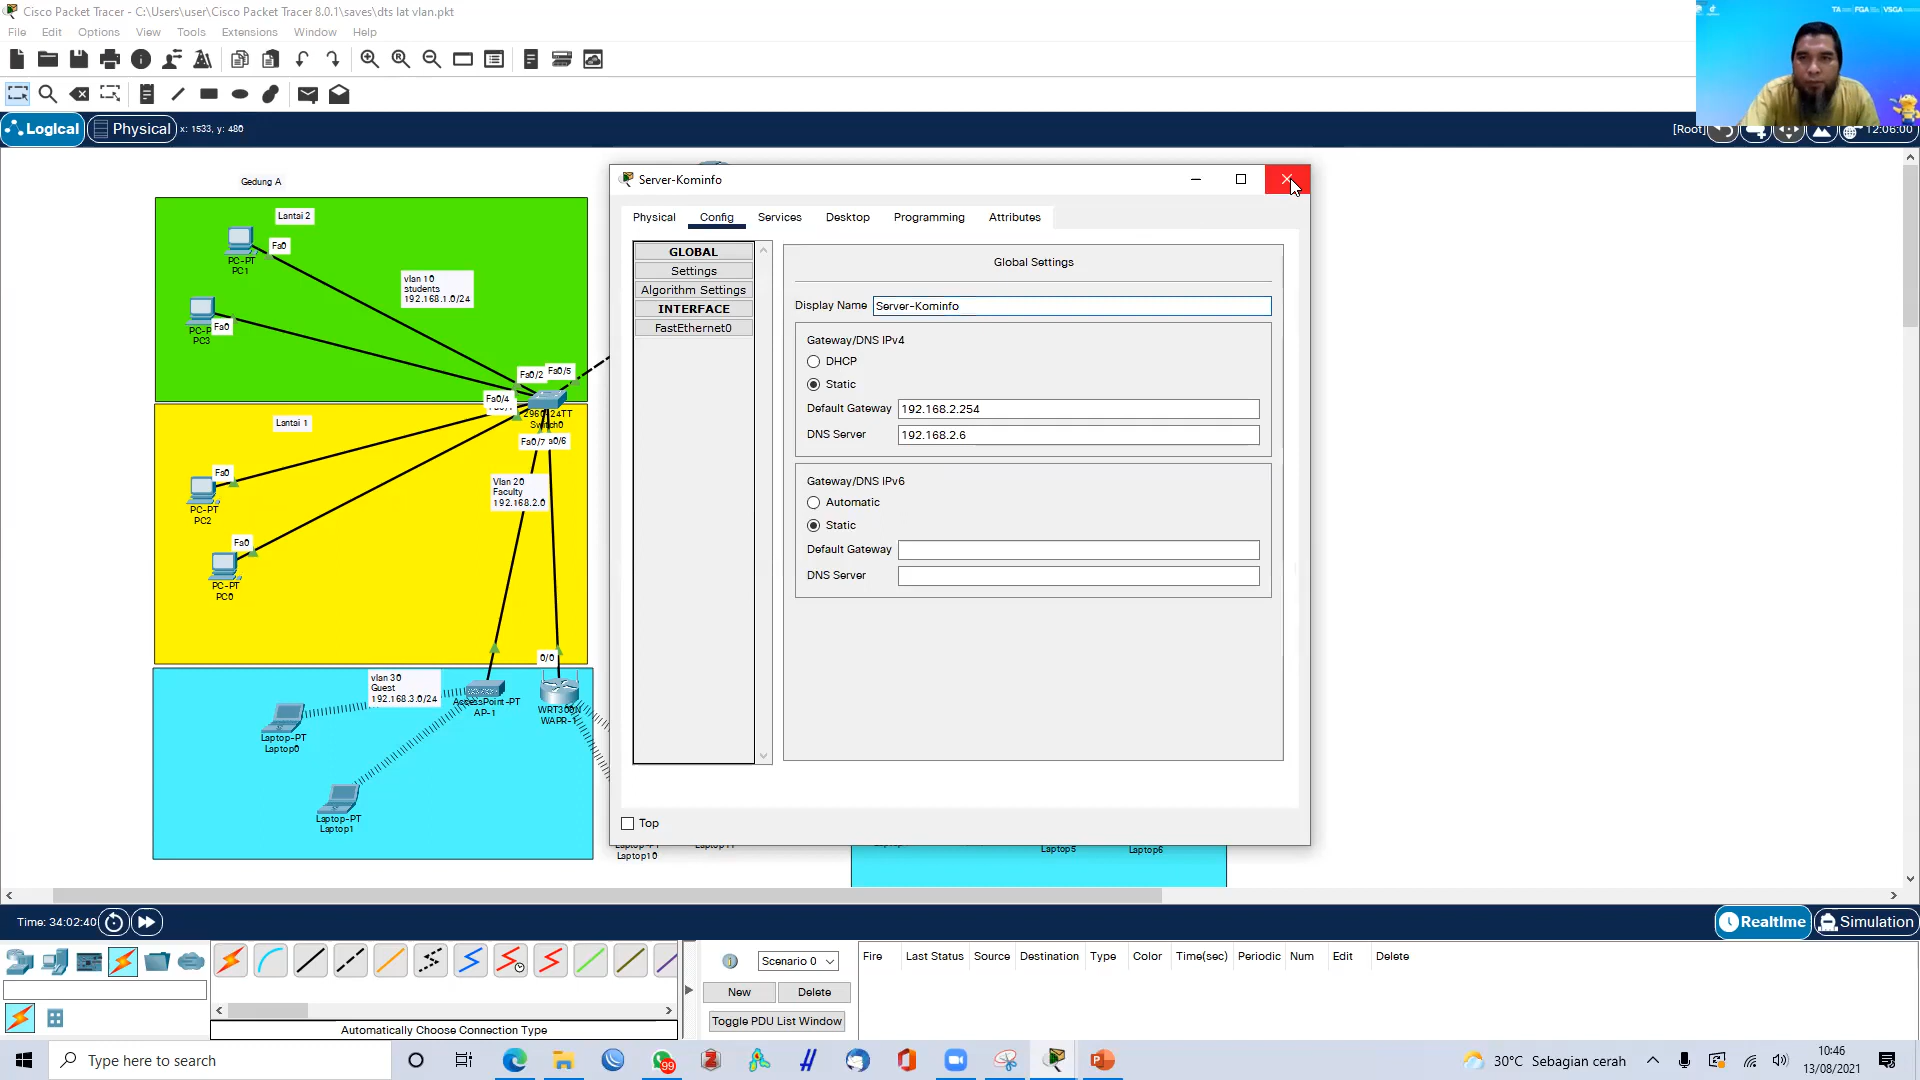 Cisco Packet Tracer - C:\Users\user\Cisco Packet Tracer 8.0.1\saves\dts lat vlan.pkt
File Edit Options View Tools Extensions Window Help
TA FGA VSGA
Logical Physical x: 1533, y: 480
[Root] 12:06:00
Gedung A
Lantai 2
Fa0
PC-PT
PC1
vlan 10
students
192.168.1.0/24
Fa0
PC3
Fa0/2 Fa0/5
Fa0/4
Lantai 1
2960-24TT
Switch0
Fa0/7 a0/6
Fa0
PC-PT
PC2
Vlan 20
Faculty
192.168.2.0
Fa0
PC-PT
PC0
0/0
vlan 30
Guest
192.168.3.0/24
AccessPoint-PT
AP-1
WRT300N
WAPR-1
Laptop-PT
Laptop0
Laptop-PT
Laptop1
Laptop10
Laptop5
Laptop6
Server-Kominfo
Physical Config Services Desktop Programming Attributes
GLOBAL
Settings
Algorithm Settings
INTERFACE
FastEthernet0
Global Settings
Display Name Server-Kominfo
Gateway/DNS IPv4
DHCP
Static
Default Gateway 192.168.2.254
DNS Server 192.168.2.6
Gateway/DNS IPv6
Automatic
Static
Default Gateway
DNS Server
Top
Time: 34:02:40
Realtime Simulation
Scenario 0
New Delete
Toggle PDU List Window
Fire Last Status Source Destination Type Color Time(sec) Periodic Num Edit Delete
Automatically Choose Connection Type
Type here to search
99
30°C Sebagian cerah
10:46
13/08/2021